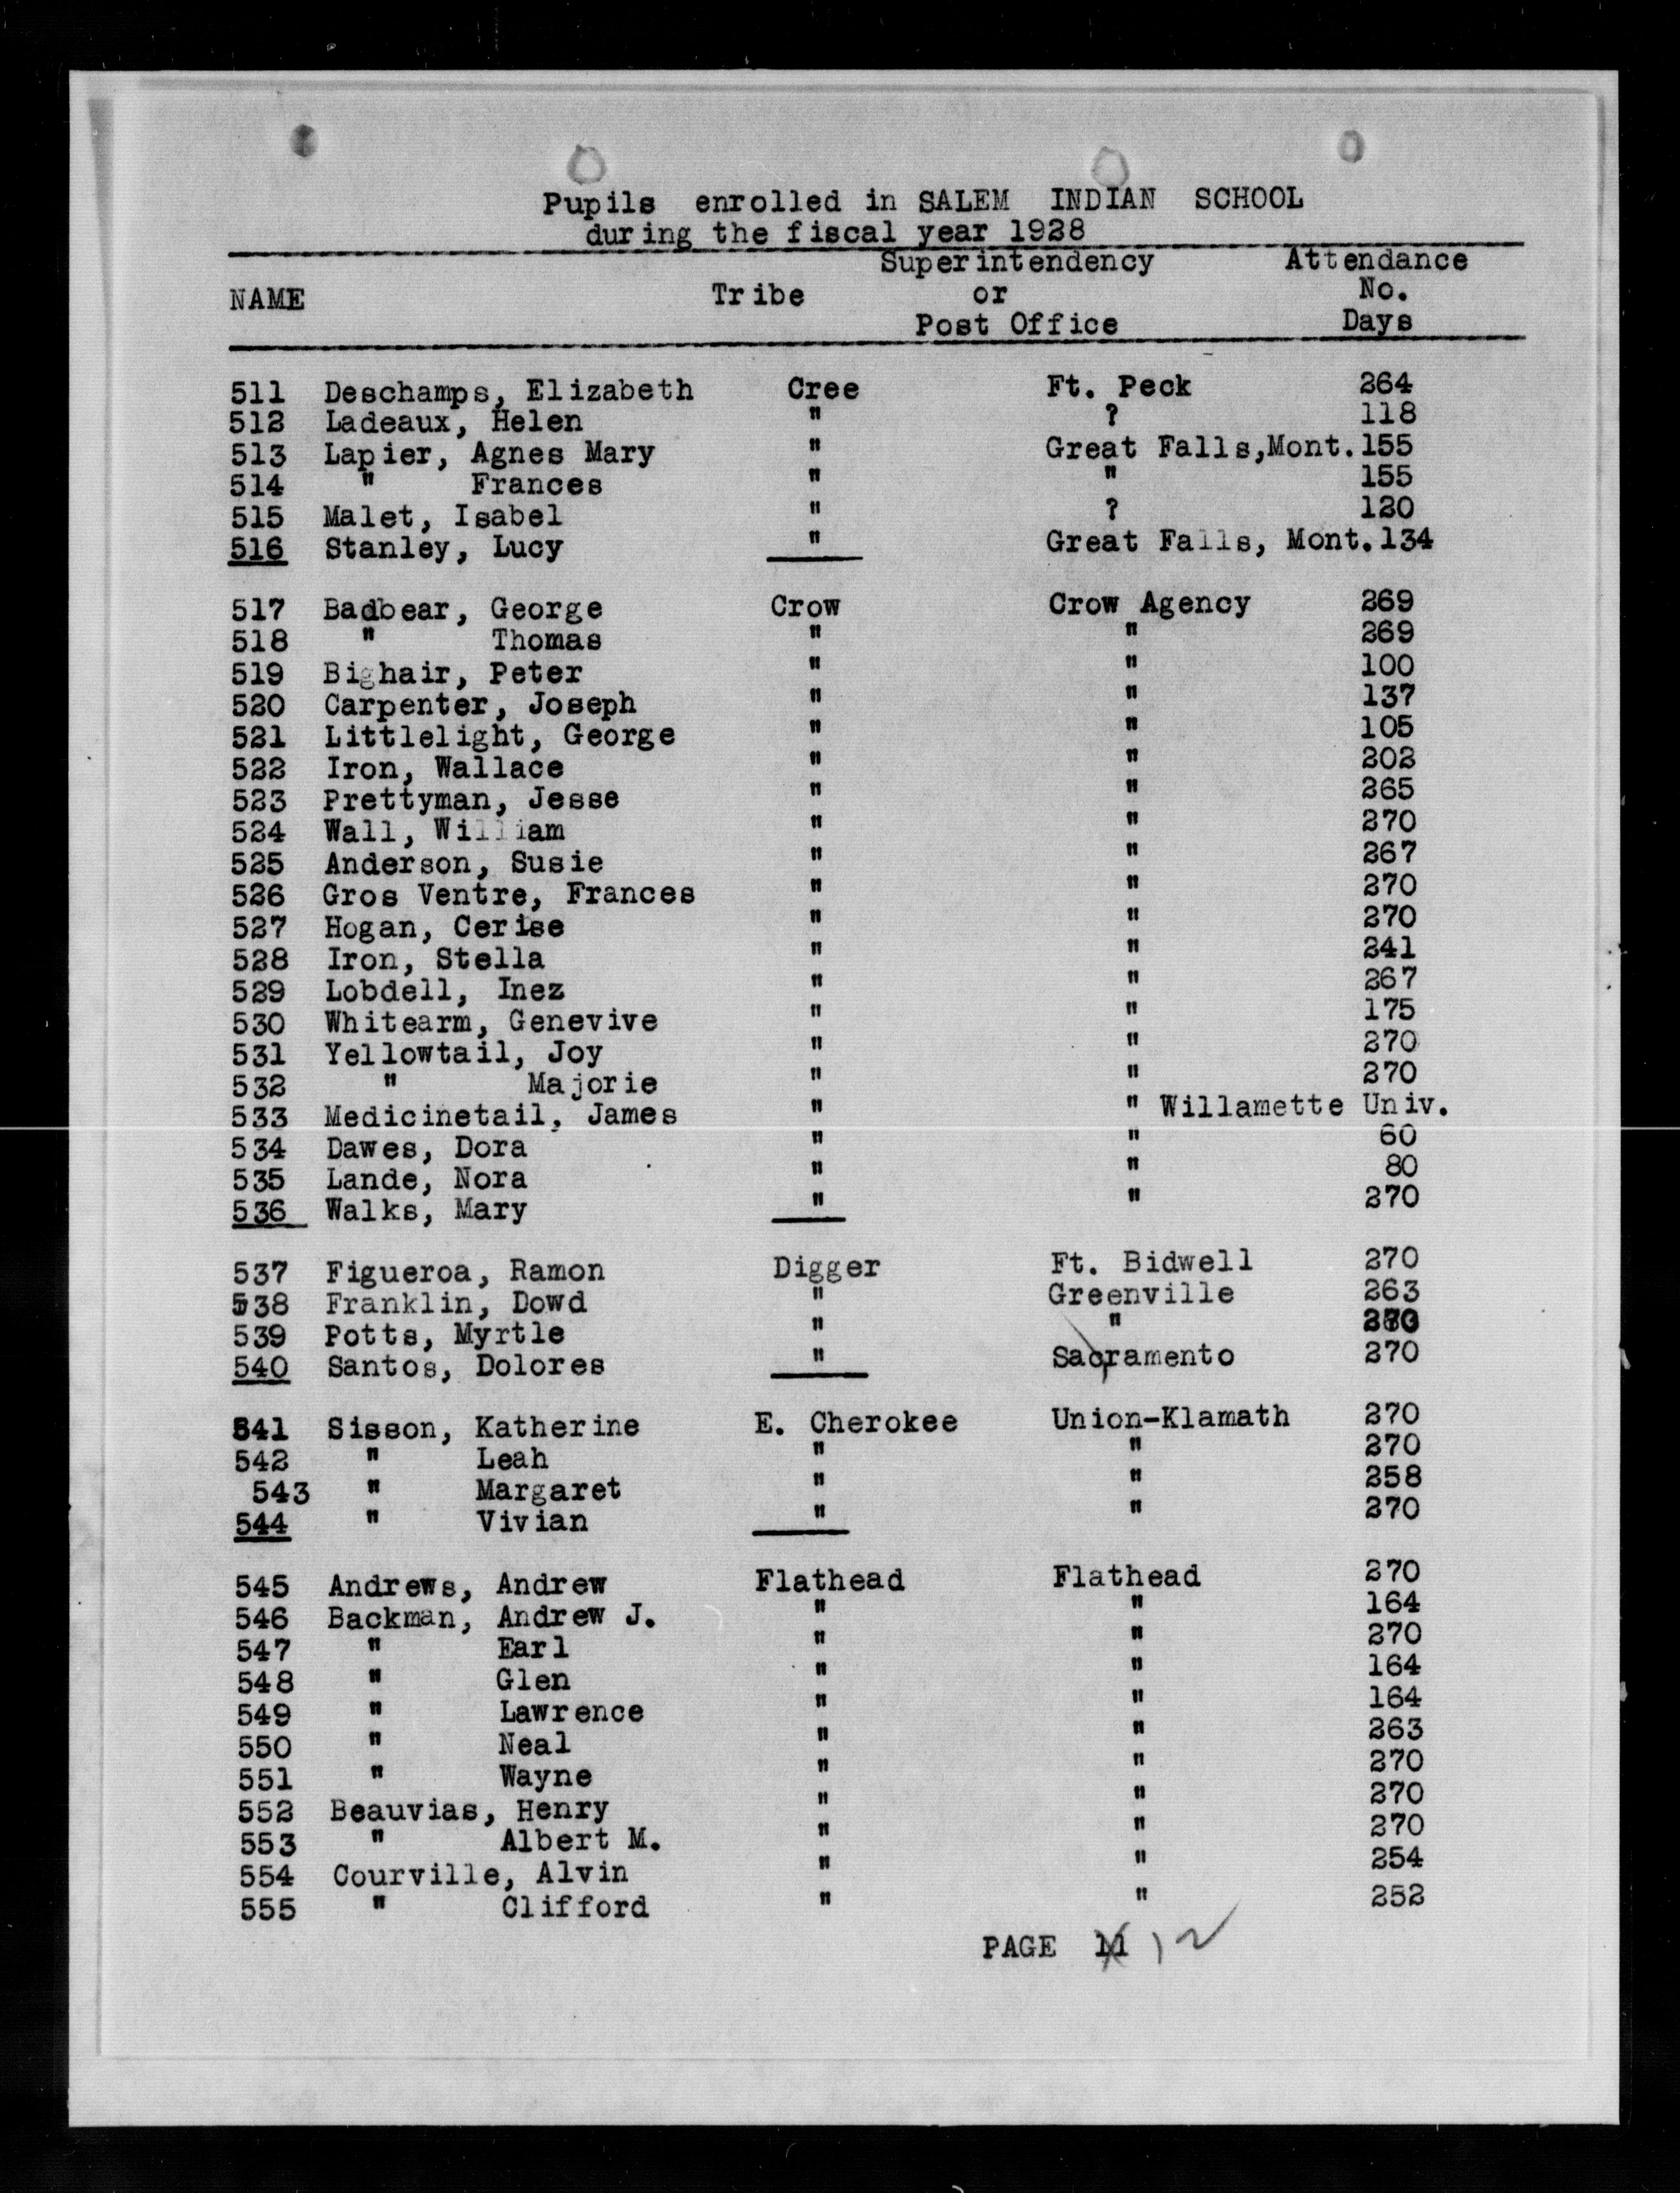 Pupils enrolled in SALEM INDIAN SCHOOL
during the fiscal year 1928
Superintendency Attendance
NAME Tribe or No.
Post Office Days
511 Deschamps, Elizabeth Cree Ft. Peck 264
512 Ladeaux, Helen " ? 118
513 Lapier, Agnes Mary " Great Falls,Mont.155
514 " Frances " " 155
515 Malet, Isabel " ? 120
516 Stanley, Lucy " Great Falls, Mont.134
517 Badbear, George Crow Crow Agency 269
518 " Thomas " " 269
519 Bighair, Peter " " 100
520 Carpenter, Joseph " " 137
521 Littlelight, George " " 105
522 Iron, Wallace " " 202
523 Prettyman, Jesse " " 265
524 Wall, William " " 270
525 Anderson, Susie " " 267
526 Gros Ventre, Frances " " 270
527 Hogan, Cerise " " 270
528 Iron, Stella " " 241
529 Lobdell, Inez " " 267
530 Whitearm, Genevive " " 175
531 Yellowtail, Joy " " 270
532 " Majorie " " 270
533 Medicinetail, James " " Willamette Univ.
534 Dawes, Dora " " 60
535 Lande, Nora " " 80
536 Walks, Mary " " 270
537 Figueroa, Ramon Digger Ft. Bidwell 270
538 Franklin, Dowd " Greenville 263
539 Potts, Myrtle " "
540 Santos, Dolores " Sacramento 270
541 Sisson, Katherine E. Cherokee Union-Klamath 270
542 " Leah " " 270
543 " Margaret " " 258
544 " Vivian " " 270
545 Andrews, Andrew Flathead Flathead 270
546 Backman, Andrew J. " " 164
547 " Earl " " 270
548 " Glen " " 164
549 " Lawrence " " 164
550 " Neal " " 263
551 " Wayne " " 270
552 Beauvias, Henry " " 270
553 " Albert M. " " 270
554 Courville, Alvin " " 254
555 " Clifford " " 252
PAGE 11 12